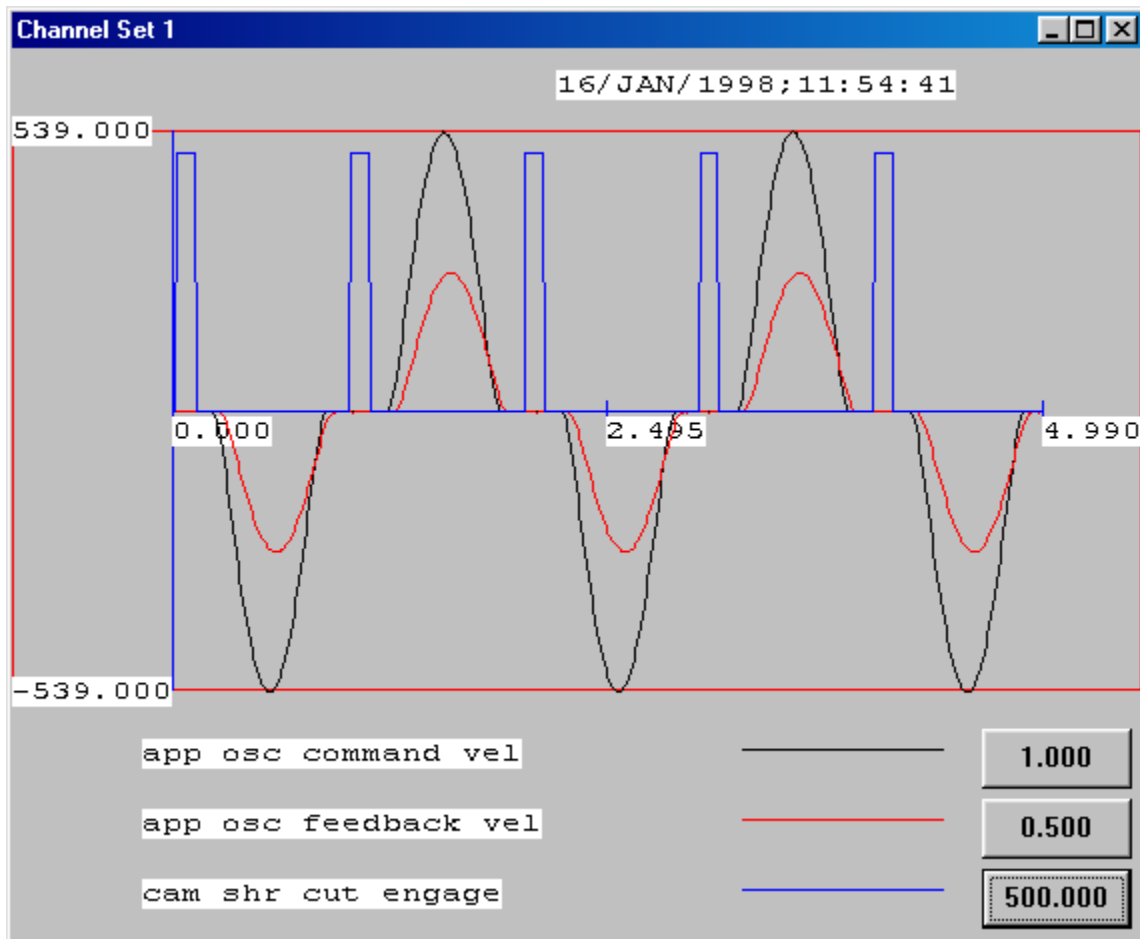 Channel Set 1
16/JAN/1998;11:54:41
539.000
0.000
2.495
4.990
-539.000
app osc command vel
1.000
app osc feedback vel
0.500
cam shr cut engage
500.000